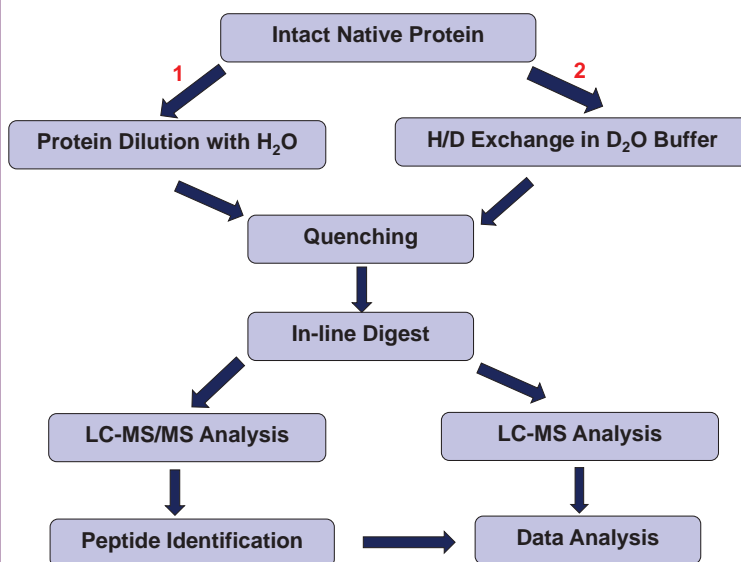 Intact Native Protein
1
2
Protein Dilution with H₂O
H/D Exchange in D₂O Buffer
Quenching
In-line Digest
LC-MS/MS Analysis
LC-MS Analysis
Peptide Identification
Data Analysis